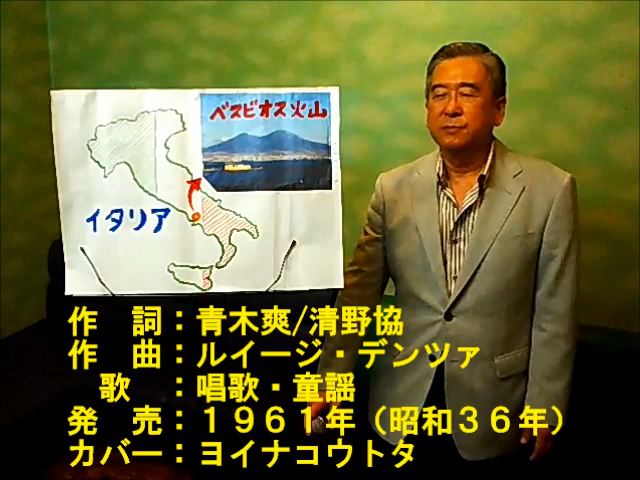 ベスビオス火山
イタリア
作　詞：青木爽/清野協
作　曲：ルイージ・デンツァ
歌　：唱歌・童謡
発　売：１９６１年（昭和３６年）
カバー：ヨイナコウトタ